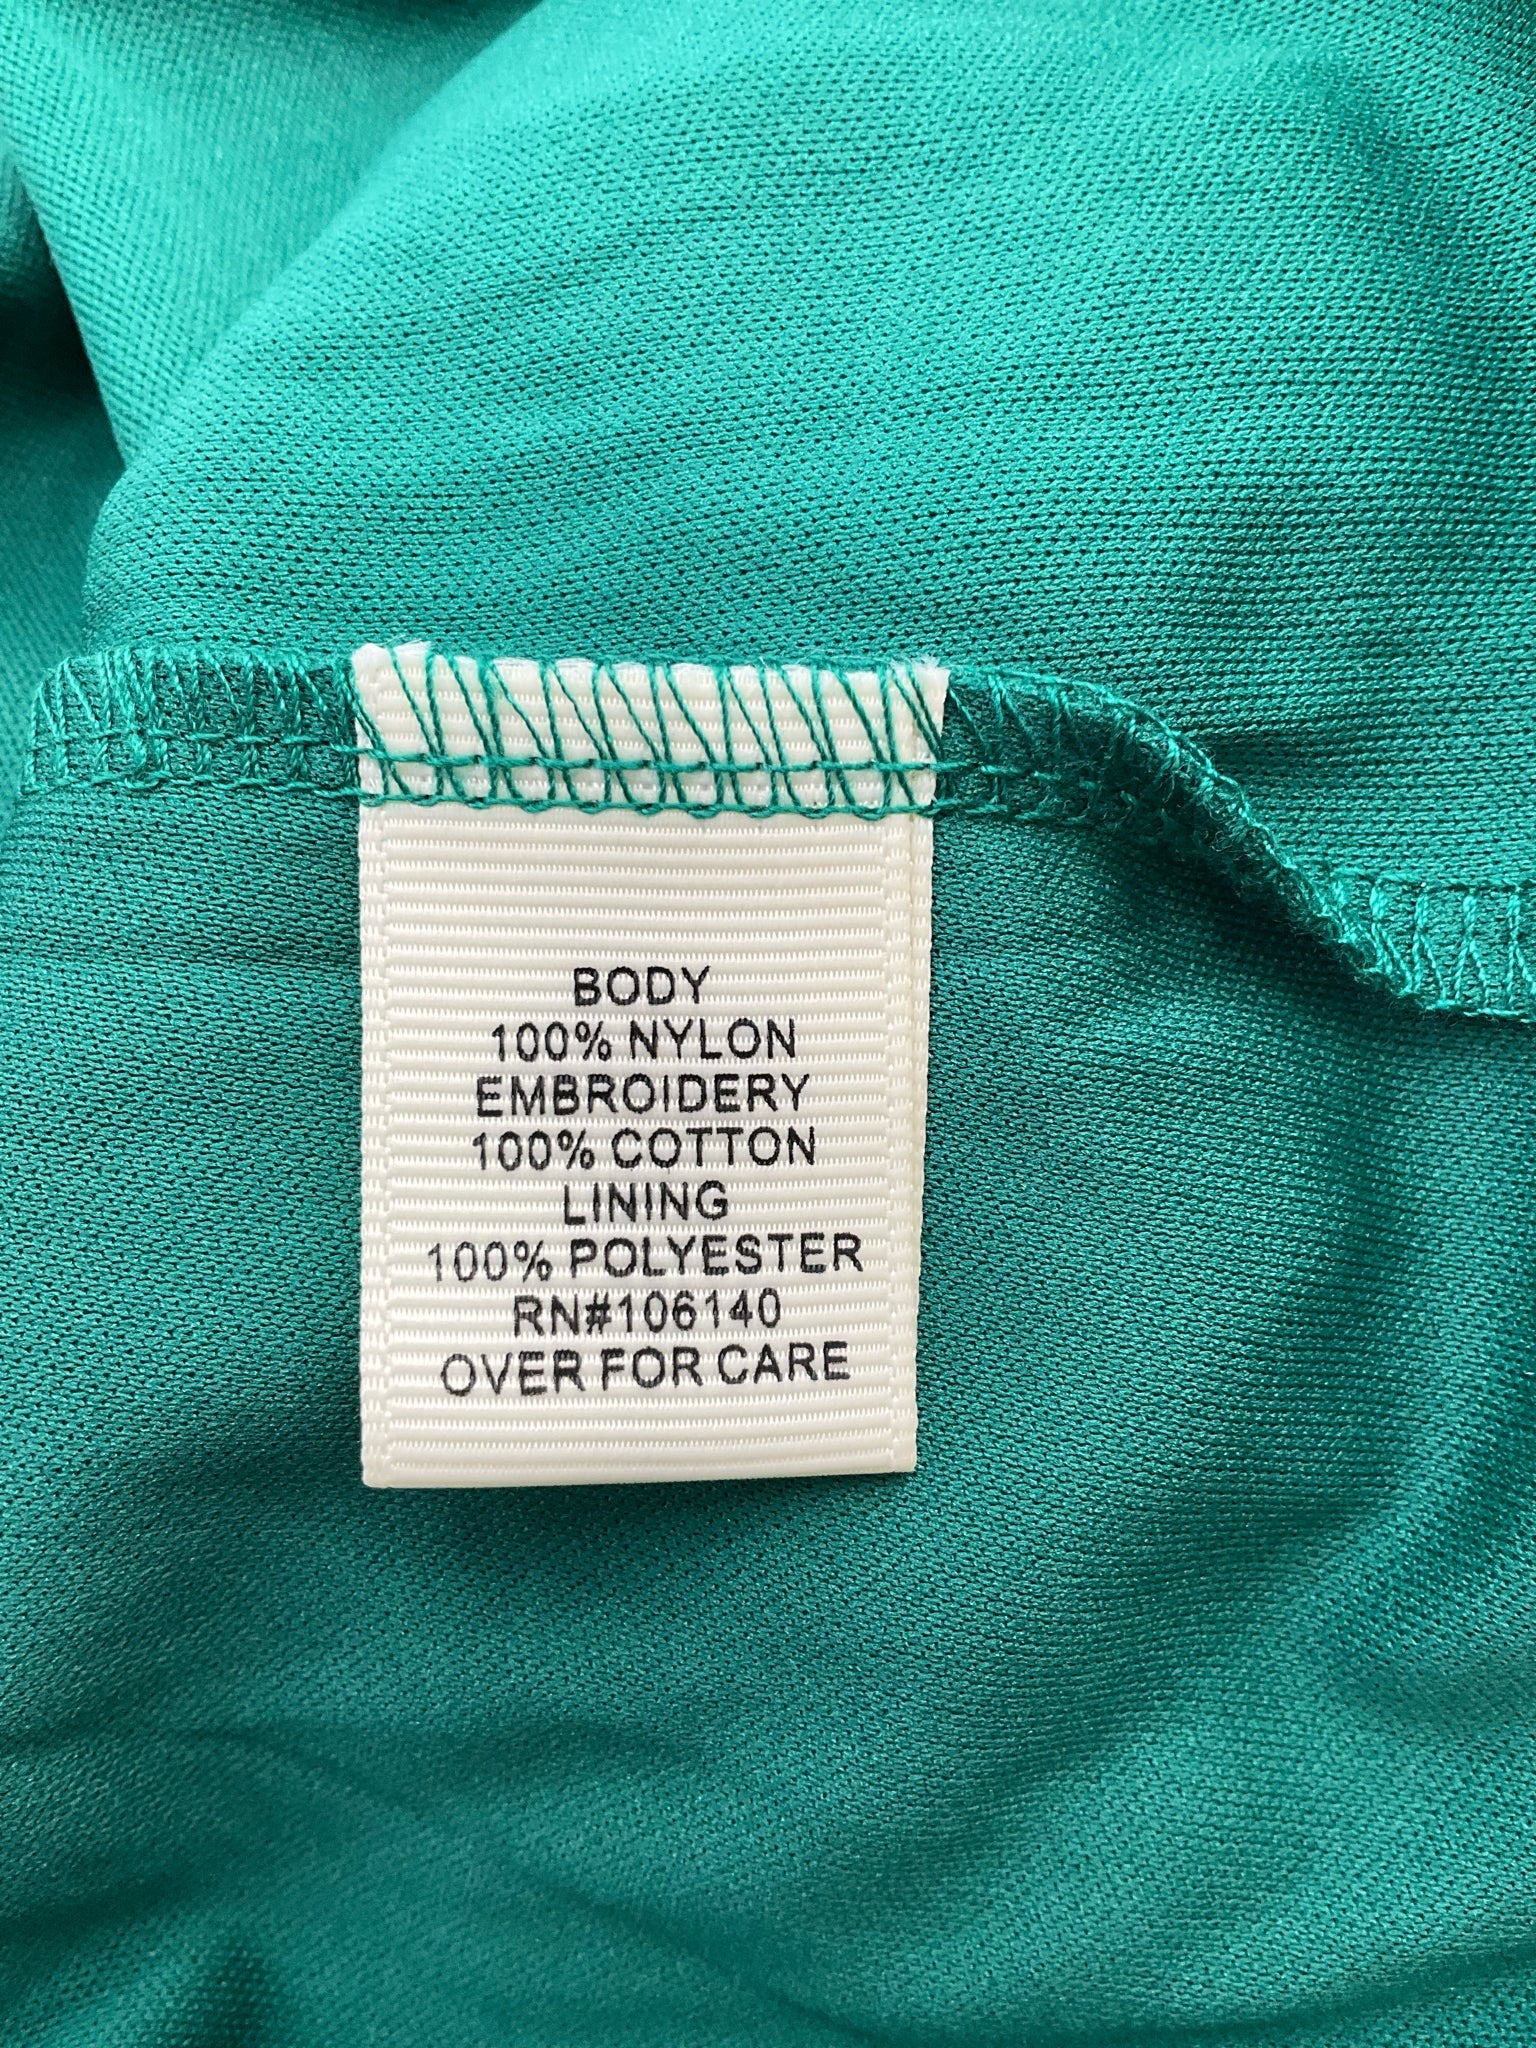 BODY
100% NYLON
EMBROIDERY
100% COTTON
LINING
100% POLYESTER
RN#106140
OVER FOR CARE